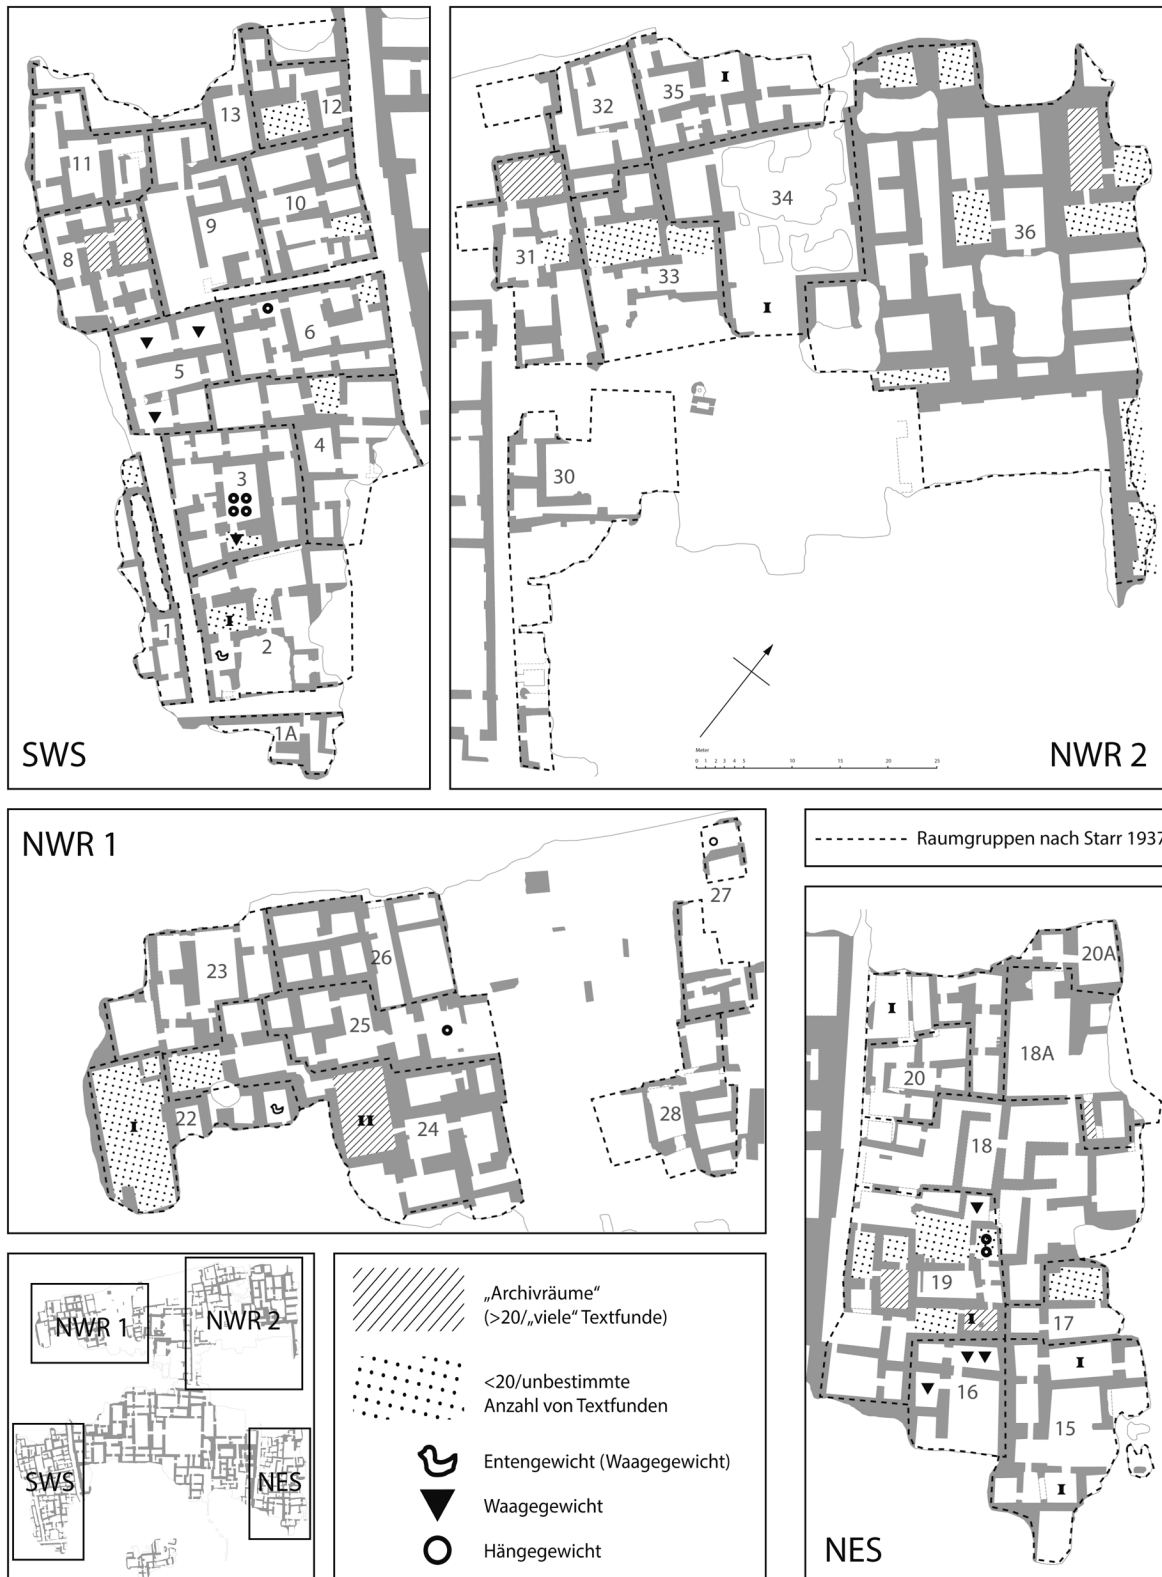 13
12
11
10
9
8
6
5
4
3
1
2
1A
SWS
32
35
34
31
33
36
30
Meter
0 1 2 3 4 5 10 15 20 25
NWR 2
NWR 1
27
23
26
25
22
24
28
Raumgruppen nach Starr 1937
20A
18A
20
18
19
17
16
15
NES
NWR 1
NWR 2
SWS
NES
„Archivräume“
(>20/„viele“ Textfunde)
<20/unbestimmte
Anzahl von Textfunden
Entengewicht (Waagegewicht)
Waagegewicht
Hängegewicht